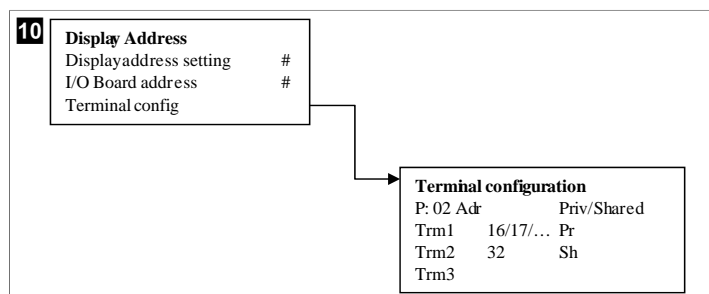 10
Display Address
Displayaddress setting #
I/O Board address #
Terminal config
Terminal configuration
P: 02 Adr Priv/Shared
Trm1 16/17/… Pr
Trm2 32 Sh
Trm3